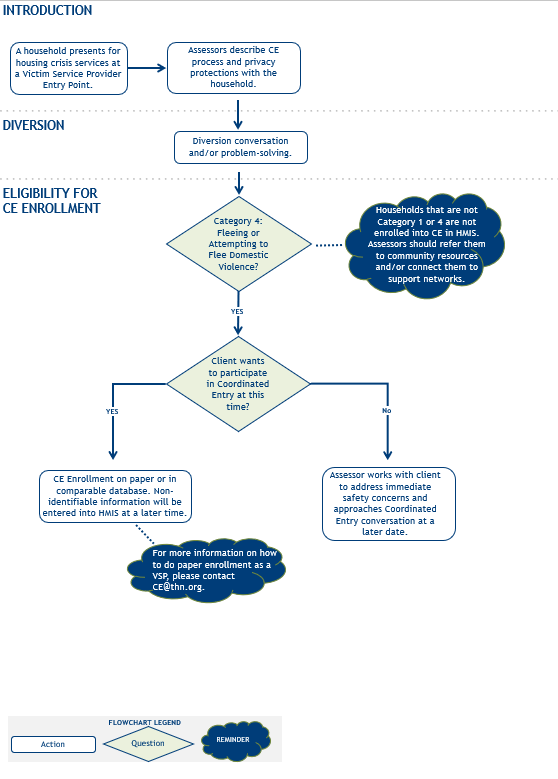 INTRODUCTION
A household presents for
housing crisis services at
a Victim Service Provider
Entry Point.
Assessors describe CE
process and privacy
protections with the
household.
DIVERSION
Diversion conversation
and/or problem-solving.
ELIGIBILITY FOR
CE ENROLLMENT
Category 4:
Fleeing or
Attempting to
Flee Domestic
Violence?
Households that are not
Category 1 or 4 are not
enrolled into CE in HMIS.
Assessors should refer them
to community resources
and/or connect them to
support networks.
YES
Client wants
to participate
in Coordinated
Entry at this
time?
YES
No
CE Enrollment on paper or in
comparable database. Non-
identifiable information will be
entered into HMIS at a later time.
Assessor works with client
to address immediate
safety concerns and
approaches Coordinated
Entry conversation at a
later date.
For more information on how
to do paper enrollment as a
VSP, please contact
CE@thn.org.
FLOWCHART LEGEND
Action
Question
REMINDER